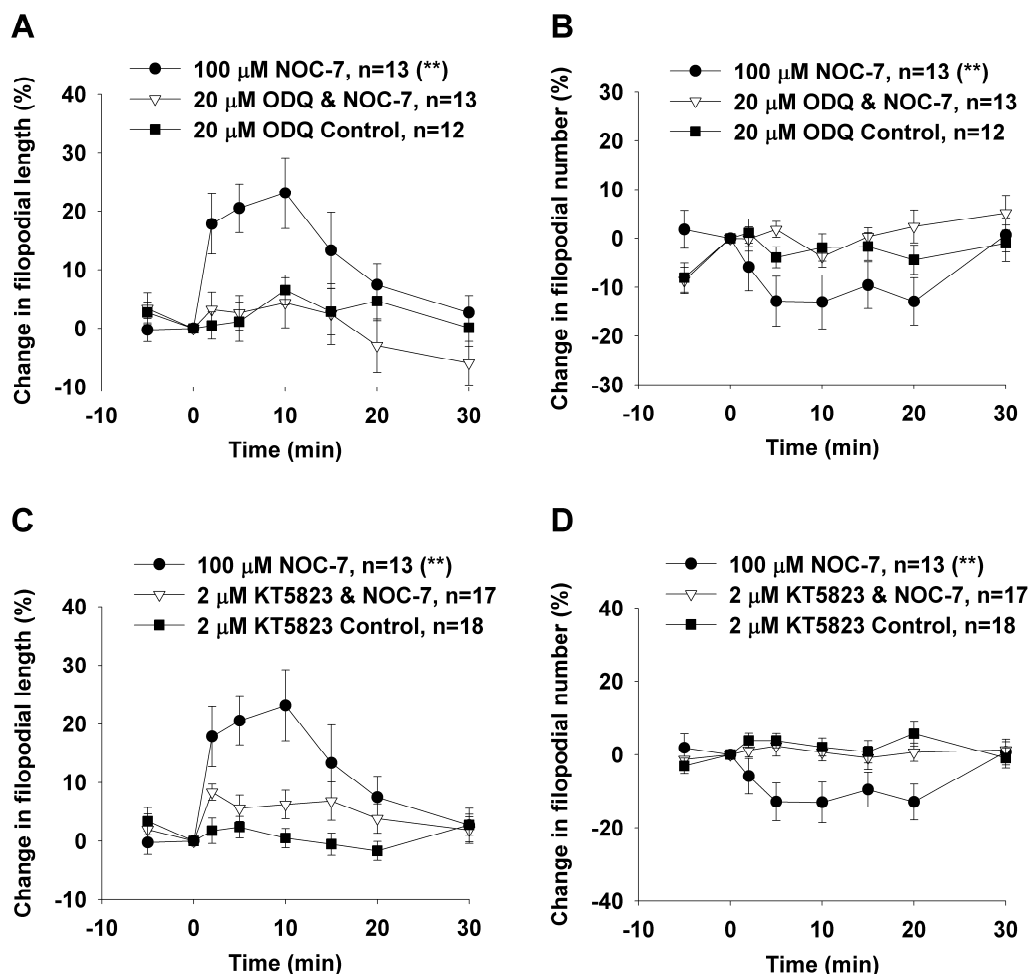 A
100 μM NOC-7, n=13 (**)
20 μM ODQ & NOC-7, n=13
20 μM ODQ Control, n=12
Change in filopodial length (%)
40
30
20
10
0
-10
-10 0 10 20 30
Time (min)
B
100 μM NOC-7, n=13 (**)
20 μM ODQ & NOC-7, n=13
20 μM ODQ Control, n=12
Change in filopodial number (%)
30
20
10
0
-10
-20
-30
-10 0 10 20 30
Time (min)
C
100 μM NOC-7, n=13 (**)
2 μM KT5823 & NOC-7, n=17
2 μM KT5823 Control, n=18
Change in filopodial length (%)
40
30
20
10
0
-10
-10 0 10 20 30
Time (min)
D
100 μM NOC-7, n=13 (**)
2 μM KT5823 & NOC-7, n=17
2 μM KT5823 Control, n=18
Change in filopodial number (%)
40
20
0
-20
-40
-10 0 10 20 30
Time (min)